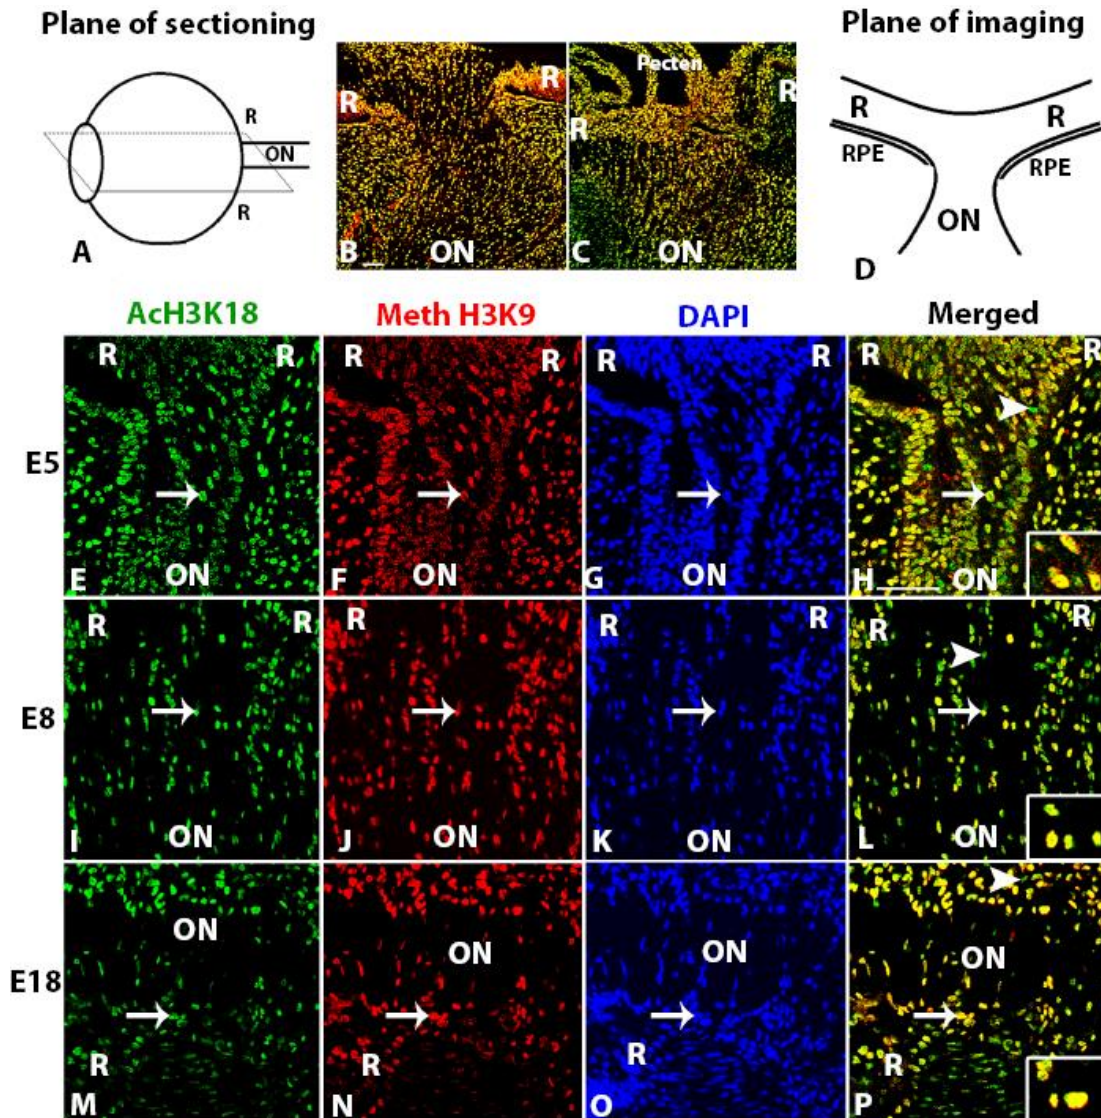 Plane of sectioning
Plane of imaging
R
ON
R
A
R
R
B
ON
Pecten
R
R
C
ON
R
R
RPE
RPE
ON
D
AcH3K18
Meth H3K9
DAPI
Merged
E5
R
R
E
ON
R
R
F
ON
R
R
G
ON
R
R
H
ON
E8
R
R
I
ON
R
R
J
ON
R
R
K
ON
R
R
L
ON
E18
ON
R
M
ON
R
N
ON
R
O
ON
R
P